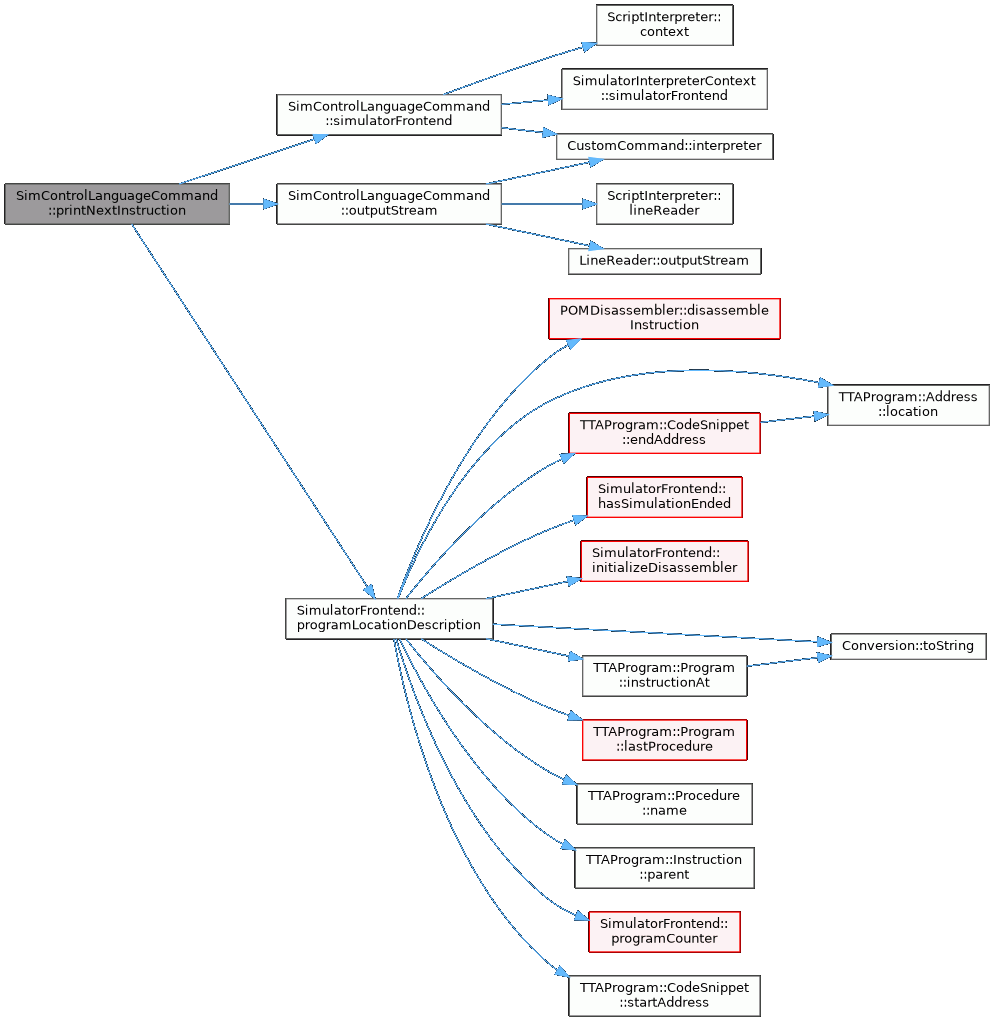 ScriptInterpreter::
context
SimulatorInterpreterContext
::simulatorFrontend
SimControlLanguageCommand
::simulatorFrontend
CustomCommand::interpreter
SimControlLanguageCommand
::printNextInstruction
SimControlLanguageCommand
::outputStream
ScriptInterpreter::
lineReader
LineReader::outputStream
POMDisassembler::disassemble
Instruction
TTAProgram::Address
::location
TTAProgram::CodeSnippet
::endAddress
SimulatorFrontend::
hasSimulationEnded
SimulatorFrontend::
initializeDisassembler
SimulatorFrontend::
programLocationDescription
Conversion::toString
TTAProgram::Program
::instructionAt
TTAProgram::Program
::lastProcedure
TTAProgram::Procedure
::name
TTAProgram::Instruction
::parent
SimulatorFrontend::
programCounter
TTAProgram::CodeSnippet
::startAddress